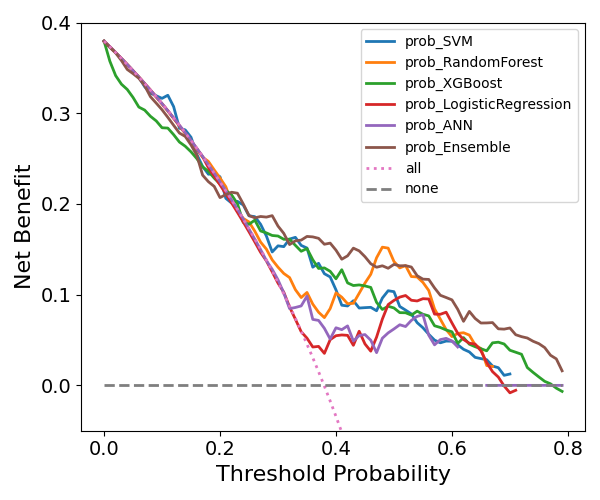 0.4
0.3
0.2
0.1
0.0
Net Benefit
prob_SVM
prob_RandomForest
prob_XGBoost
prob_LogisticRegression
prob_ANN
prob_Ensemble
all
none
0.0 0.2 0.4 0.6 0.8
Threshold Probability